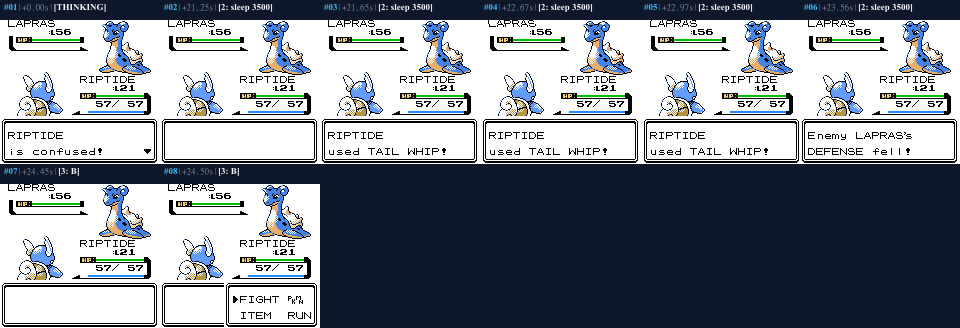 #01 | +0.00s | [THINKING]
LAPRAS
:L56
HP:
RIPTIDE
:L21
HP:
57/ 57
RIPTIDE
is confused!
#02 | +21.25s | [2: sleep 3500]
LAPRAS
:L56
HP:
RIPTIDE
:L21
HP:
57/ 57
#03 | +21.65s | [2: sleep 3500]
LAPRAS
:L56
HP:
RIPTIDE
:L21
HP:
57/ 57
RIPTIDE
used TAIL WHIP!
#04 | +22.67s | [2: sleep 3500]
LAPRAS
:L56
HP:
RIPTIDE
:L21
HP:
57/ 57
RIPTIDE
used TAIL WHIP!
#05 | +22.97s | [2: sleep 3500]
LAPRAS
:L56
HP:
RIPTIDE
:L21
HP:
57/ 57
RIPTIDE
used TAIL WHIP!
#06 | +23.56s | [2: sleep 3500]
LAPRAS
:L56
HP:
RIPTIDE
:L21
HP:
57/ 57
Enemy LAPRAS's
DEFENSE fell!
#07 | +24.45s | [3: B]
LAPRAS
:L56
HP:
RIPTIDE
:L21
HP:
57/ 57
#08 | +24.50s | [3: B]
LAPRAS
:L56
HP:
RIPTIDE
:L21
HP:
57/ 57
FIGHT PKMN
ITEM RUN